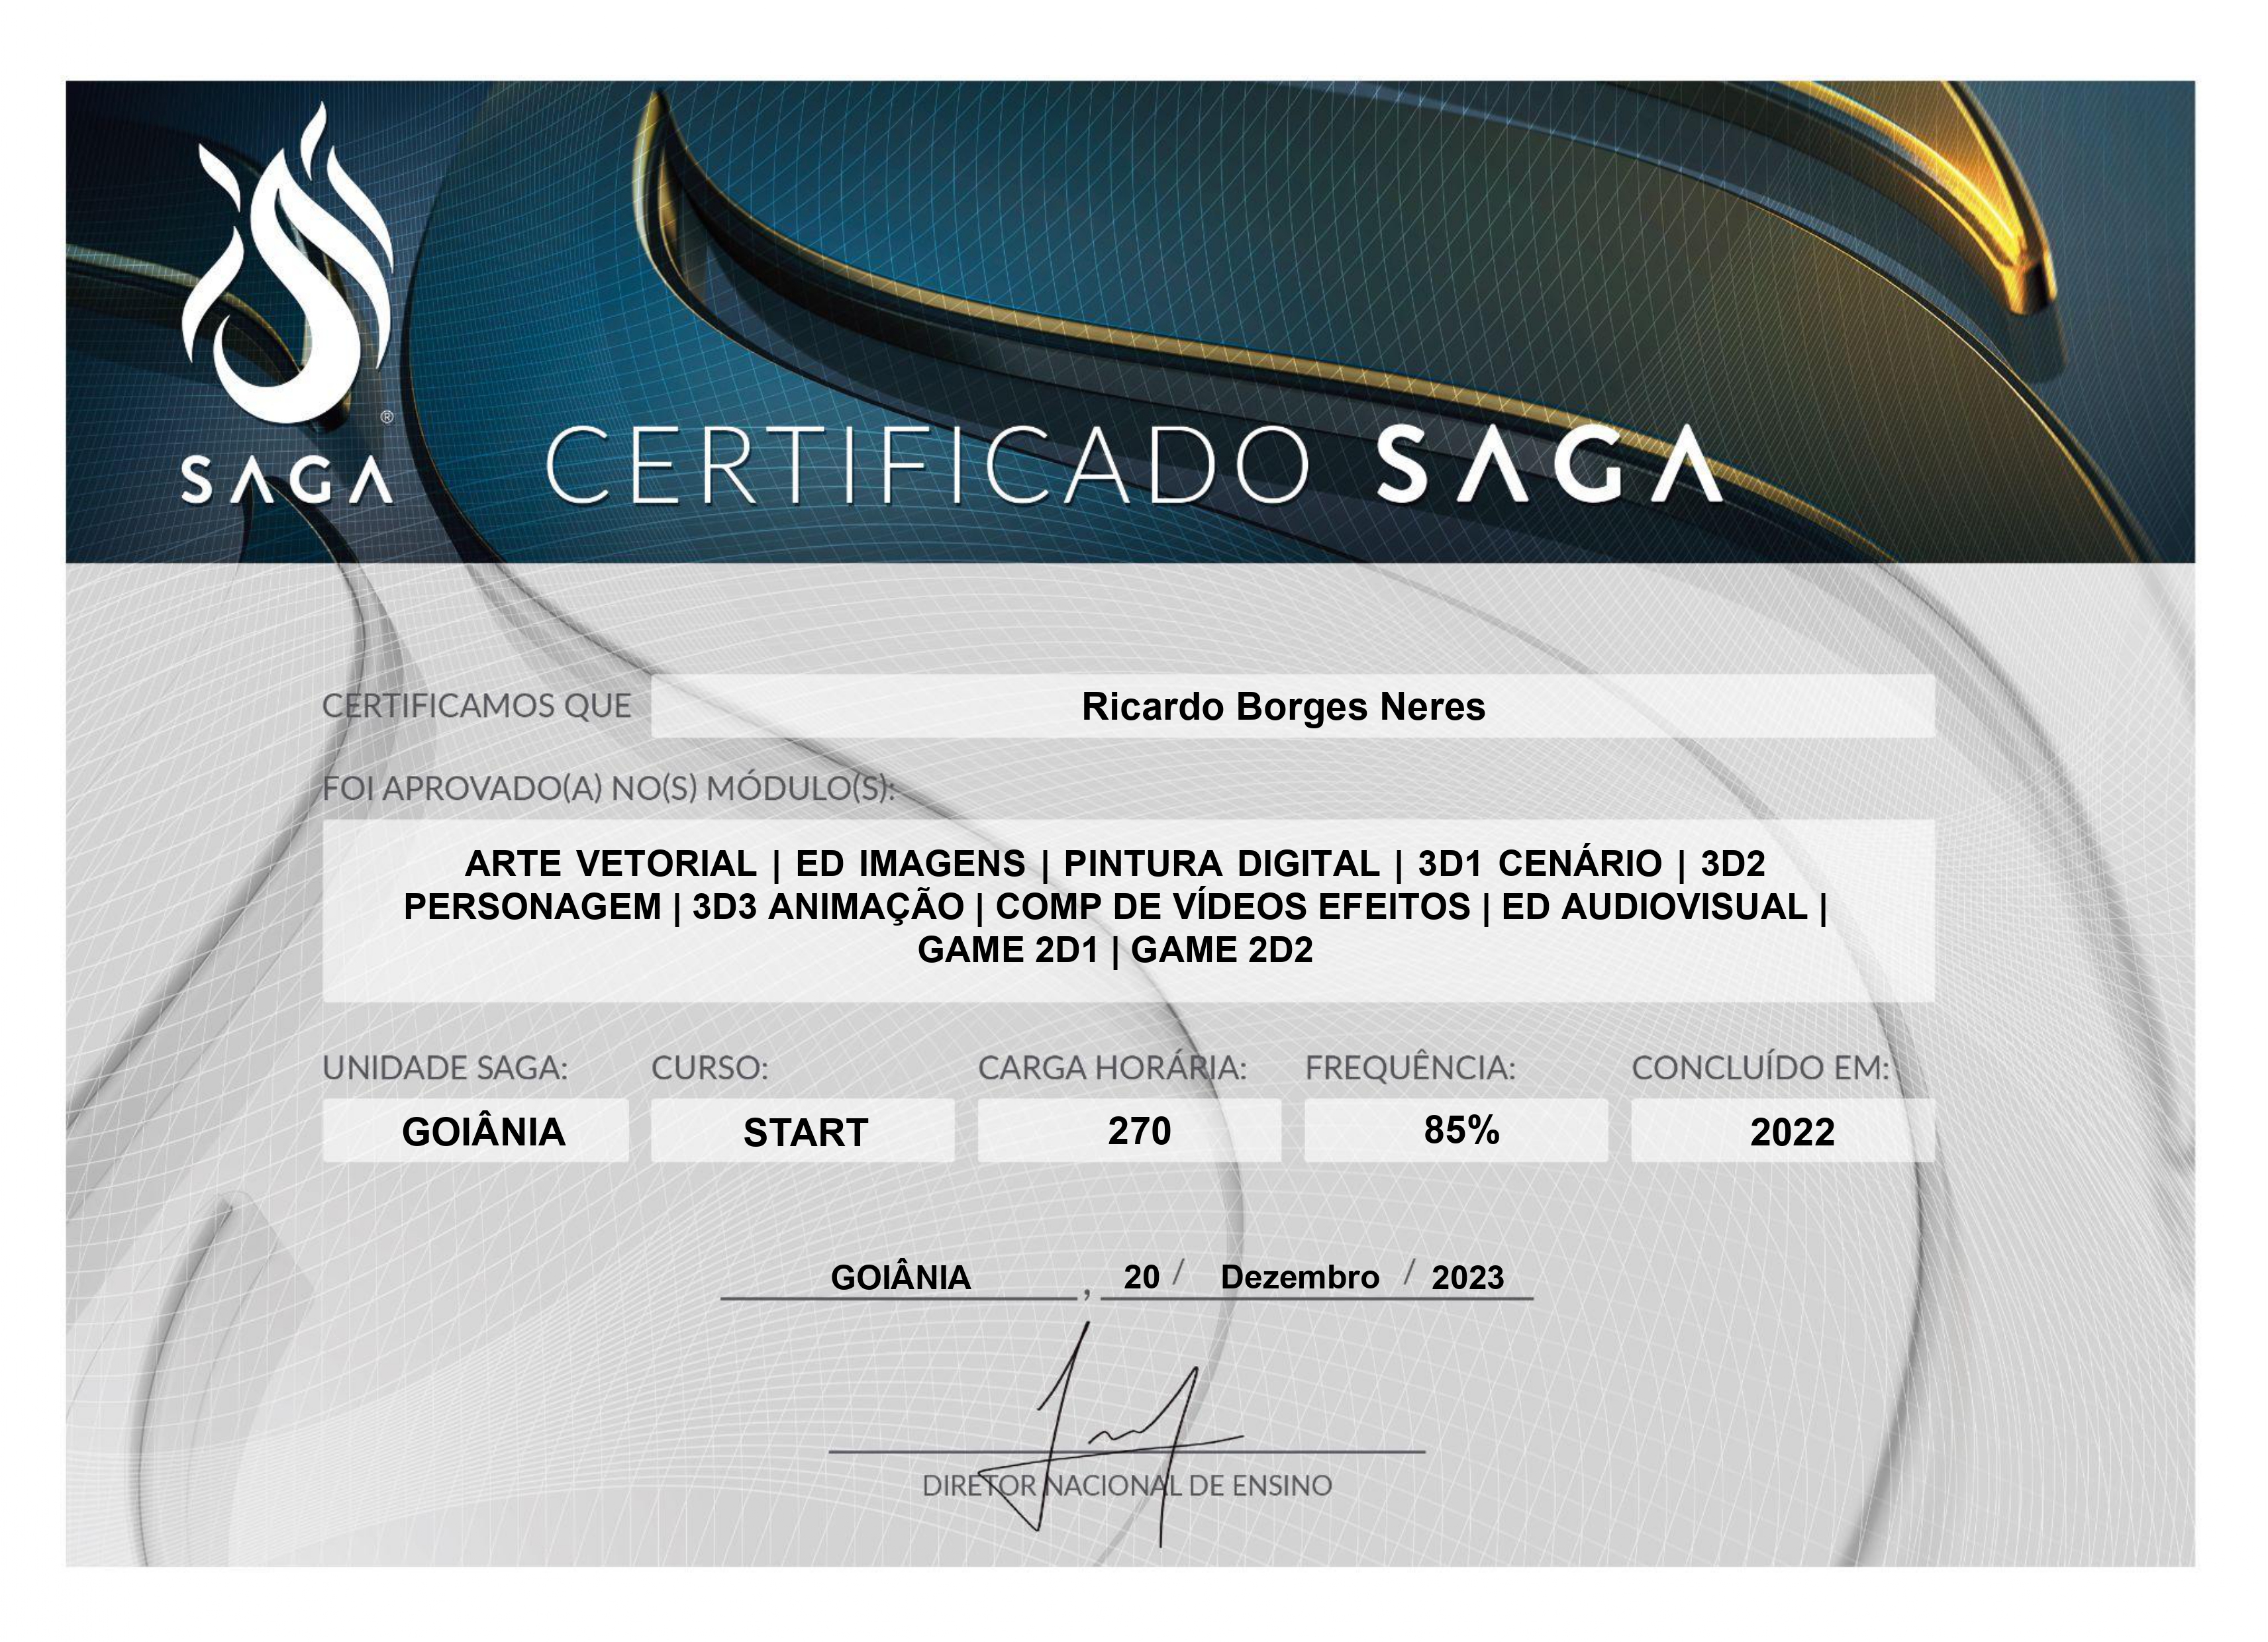 SAGA
®
CERTIFICADO SAGA
CERTIFICAMOS QUE Ricardo Borges Neres
FOI APROVADO(A) NO(S) MÓDULO(S):
ARTE VETORIAL | ED IMAGENS | PINTURA DIGITAL | 3D1 CENÁRIO | 3D2
PERSONAGEM | 3D3 ANIMAÇÃO | COMP DE VÍDEOS EFEITOS | ED AUDIOVISUAL |
GAME 2D1 | GAME 2D2
UNIDADE SAGA: CURSO: CARGA HORÁRIA: FREQUÊNCIA: CONCLUÍDO EM:
GOIÂNIA START 270 85% 2022
GOIÂNIA , 20 / Dezembro / 2023
DIRETOR NACIONAL DE ENSINO